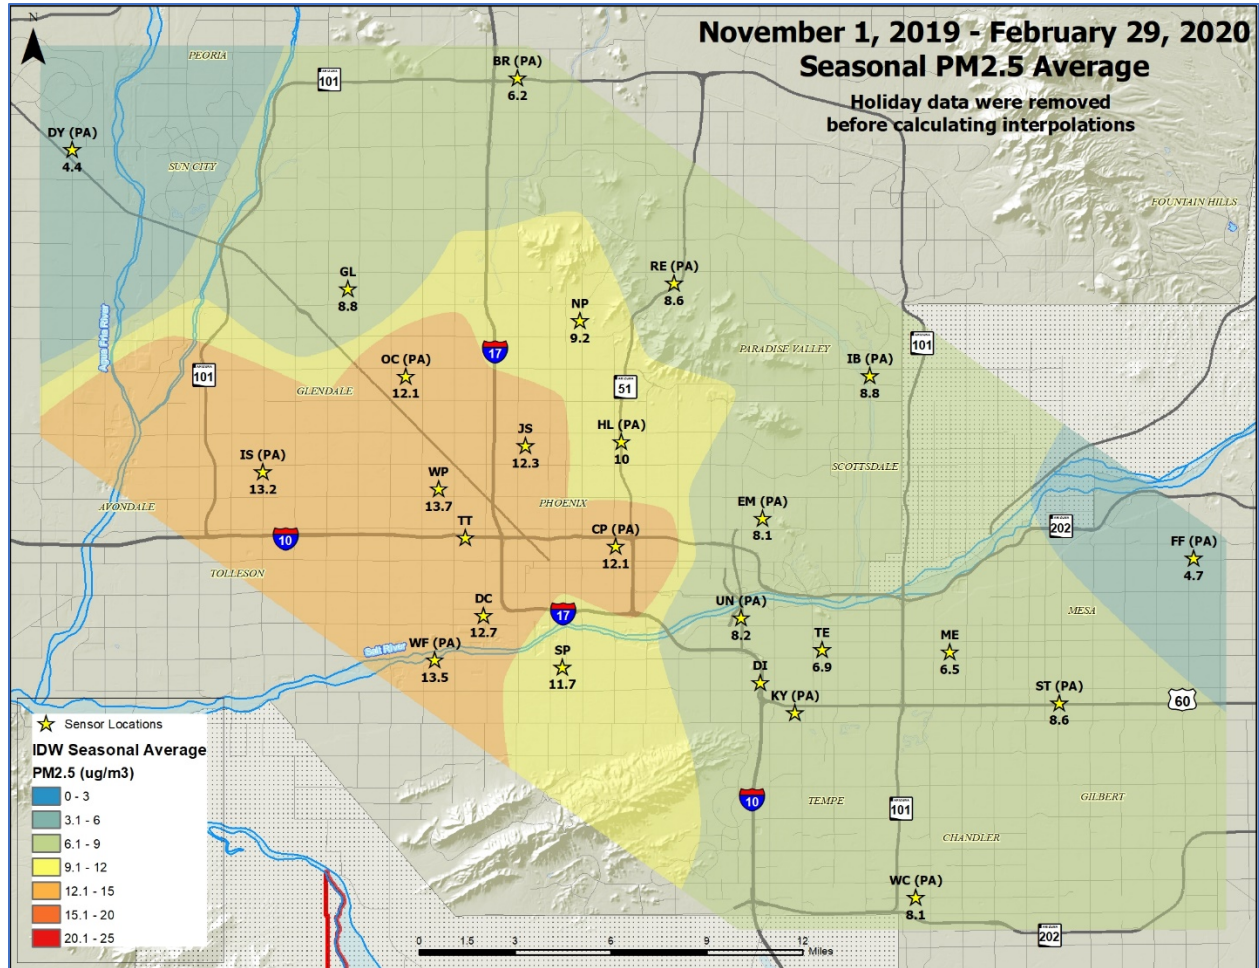 November 1, 2019 - February 29, 2020
Seasonal PM2.5 Average
Holiday data were removed
before calculating interpolations
N
PEORIA
101
BR (PA)
6.2
DY (PA)
4.4
SUN CITY
FOUNTAIN HILLS
GL
8.8
RE (PA)
8.6
NP
9.2
Agua Fria River
17
101
PARADISE VALLEY
IB (PA)
8.8
OC (PA)
12.1
101
GLENDALE
51
JS
12.3
HL (PA)
10
IS (PA)
13.2
WP
13.7
SCOTTSDALE
AVONDALE
PHOENIX
EM (PA)
8.1
TT
202
10
CP (PA)
12.1
FF (PA)
4.7
TOLLESON
DC
12.7
17
UN (PA)
8.2
MESA
Salt River
WF (PA)
13.5
SP
11.7
TE
6.9
ME
6.5
DI
KY (PA)
ST (PA)
8.6
60
Sensor Locations
IDW Seasonal Average
PM2.5 (ug/m3)
0 - 3
3.1 - 6
6.1 - 9
9.1 - 12
12.1 - 15
15.1 - 20
20.1 - 25
10
TEMPE
101
GILBERT
CHANDLER
WC (PA)
8.1
202
0 1.5 3 6 9 12
Miles